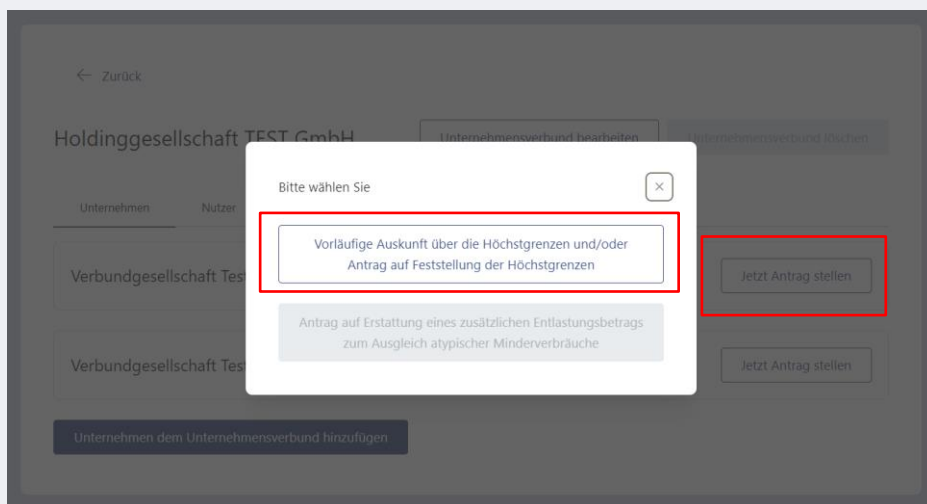 ← Zurück
Holdinggesellschaft TEST GmbH
Unternehmensverbund bearbeiten
Unternehmensverbund löschen
Bitte wählen Sie
Unternehmen
Nutzer
Vorläufige Auskunft über die Höchstgrenzen und/oder
Antrag auf Feststellung der Höchstgrenzen
Verbundgesellschaft Tes
Jetzt Antrag stellen
Antrag auf Erstattung eines zusätzlichen Entlastungsbetrags
zum Ausgleich atypischer Minderverbräuche
Verbundgesellschaft Tes
Jetzt Antrag stellen
Unternehmen dem Unternehmensverbund hinzufügen